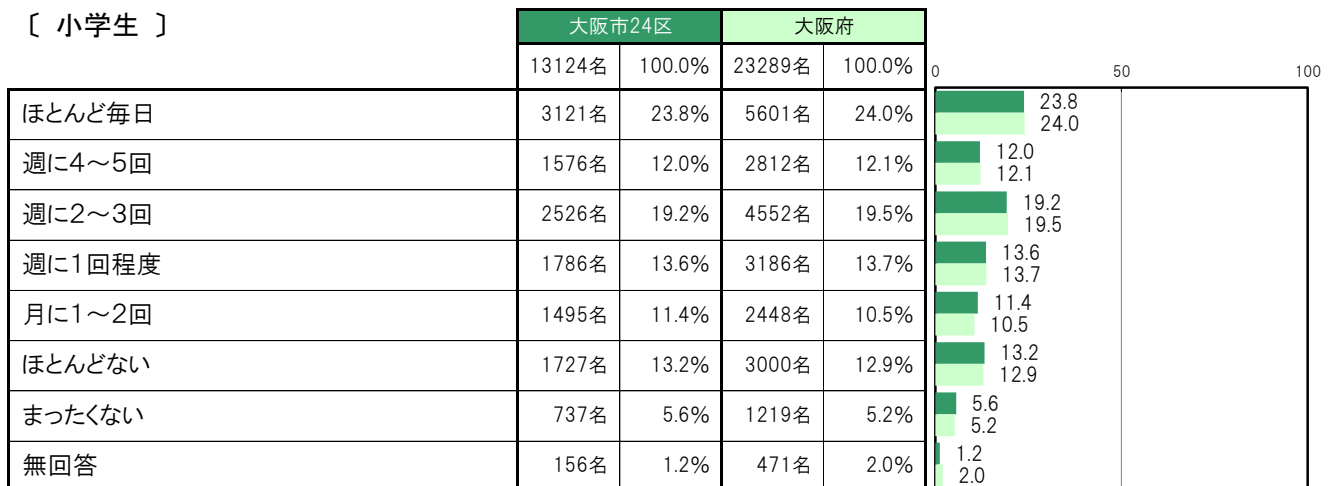 〔 小学生 〕
大阪市24区 大阪府
13124名 100.0% 23289名 100.0%
0 50 100
ほとんど毎日 3121名 23.8% 5601名 24.0% 23.8
24.0
週に4～5回 1576名 12.0% 2812名 12.1% 12.0
12.1
週に2～3回 2526名 19.2% 4552名 19.5% 19.2
19.5
週に1回程度 1786名 13.6% 3186名 13.7% 13.6
13.7
月に1～2回 1495名 11.4% 2448名 10.5% 11.4
10.5
ほとんどない 1727名 13.2% 3000名 12.9% 13.2
12.9
まったくない 737名 5.6% 1219名 5.2% 5.6
5.2
無回答 156名 1.2% 471名 2.0% 1.2
2.0